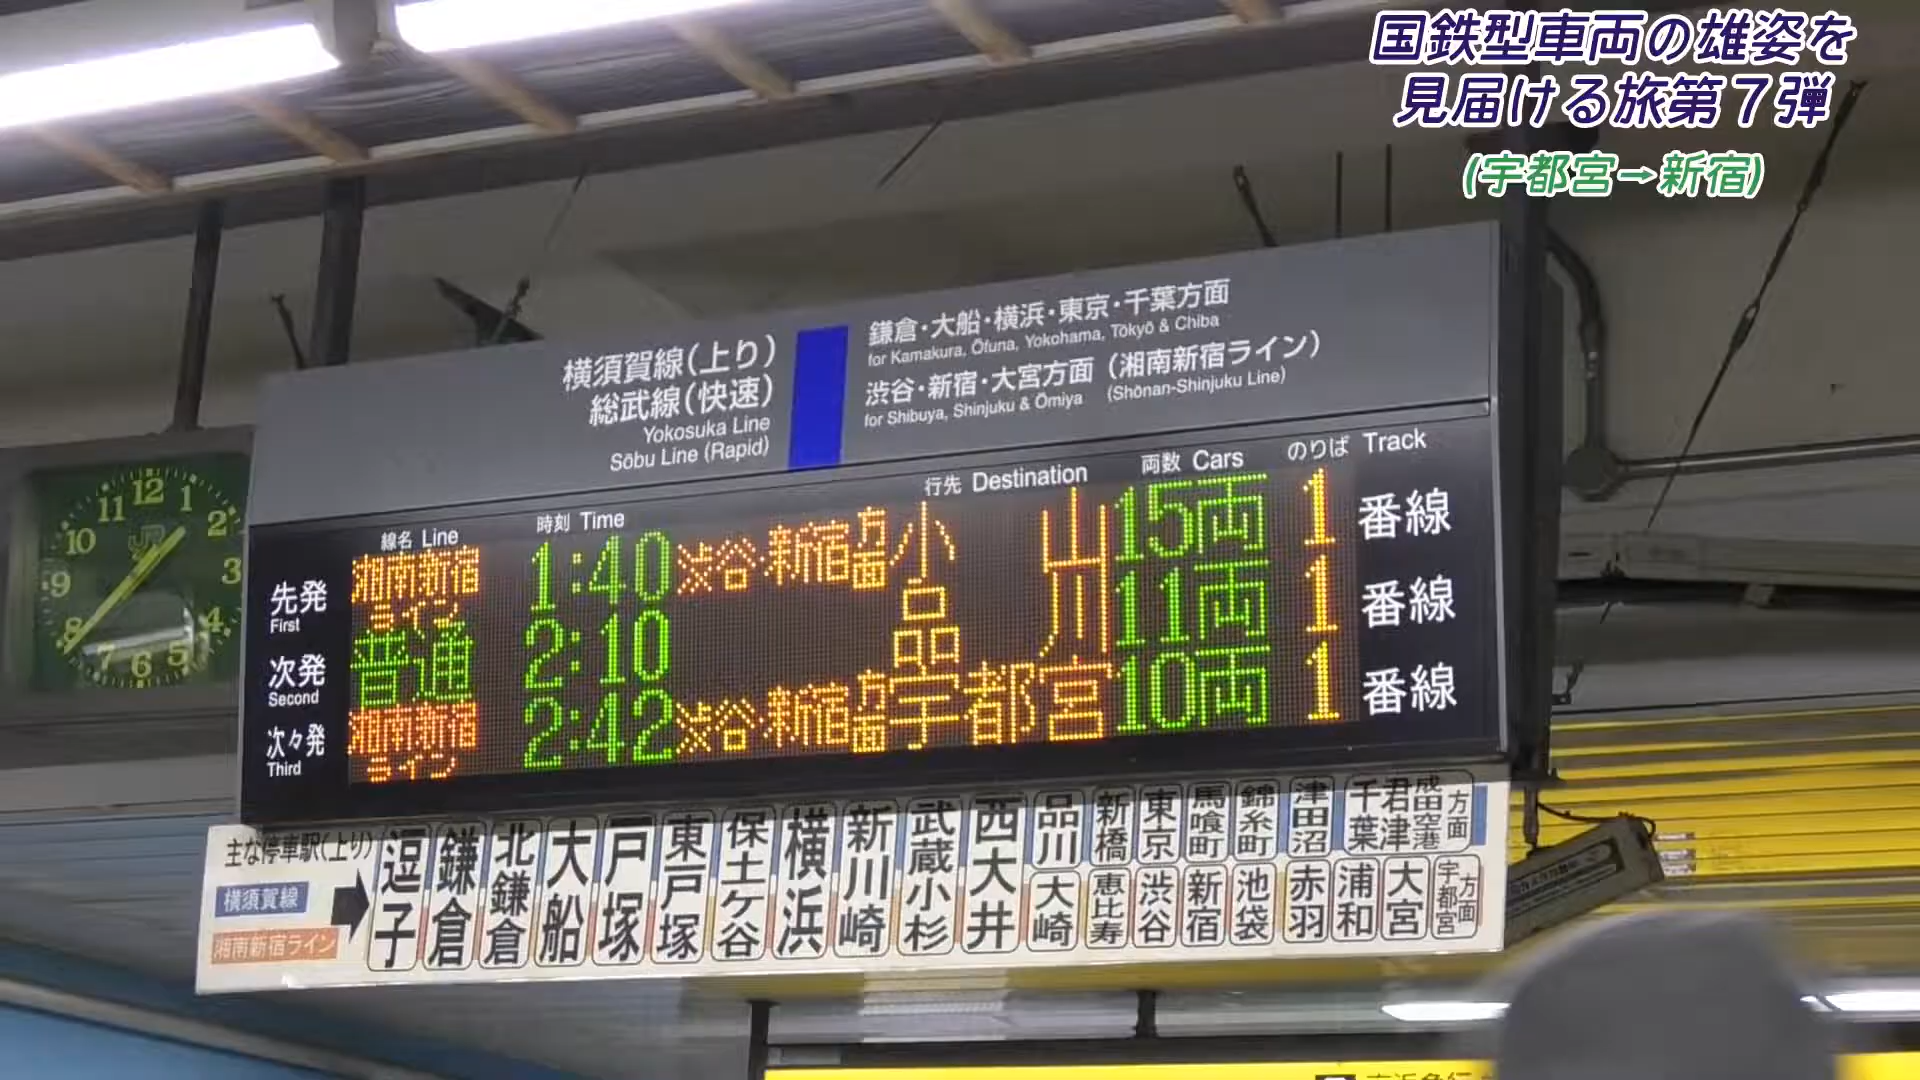 国鉄型車両の雄姿を
見届ける旅第７弾
(宇都宮→新宿)
横須賀線(上り)
総武線(快速)
Yokosuka Line
Sōbu Line (Rapid)
鎌倉・大船・横浜・東京・千葉方面
for Kamakura, Ōfuna, Yokohama, Tōkyō & Chiba
渋谷・新宿・大宮方面(湘南新宿ライン)
for Shibuya, Shinjuku & Ōmiya (Shōnan-Shinjuku Line)
線名 Line 時刻 Time 行先 Destination 両数 Cars のりば Track
先発 First 湘南新宿ライン 1:40 渋谷・新宿方面 小山 15両 1 番線
次発 Second 普通 2:10 品川 11両 1 番線
次々発 Third 湘南新宿ライン 2:42 渋谷・新宿方面 宇都宮 10両 1 番線
12 1 2 3 4 5 6 7 8 9 10 11
JR
主な停車駅(上り)
横須賀線
湘南新宿ライン
逗子 鎌倉 北鎌倉 大船 戸塚 東戸塚 保土ケ谷 横浜 新川崎 武蔵小杉 西大井
品川 新橋 東京 馬喰町 錦糸町 津田沼 千葉 君津 成田空港 方面
大崎 恵比寿 渋谷 新宿 池袋 赤羽 浦和 大宮 宇都宮 方面